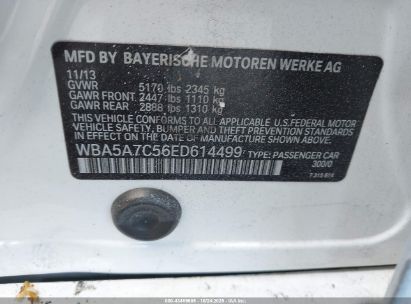 MFD BY BAYERISCHE MOTOREN WERKE AG
11/13
GVWR 5170 lbs 2345 kg
GAWR FRONT 2447 lbs 1110 kg
GAWR REAR 2888 lbs 1310 kg
THIS VEHICLE CONFORMS TO ALL APPLICABLE U.S.FEDERAL MOTOR
VEHICLE SAFETY, BUMPER AND THEFT PREVENTION STANDARDS
IN EFFECT ON THE DATE OF MANUFACTURE SHOWN ABOVE.
WBA5A7C56ED614499 TYPE: PASSENGER CAR
300/0